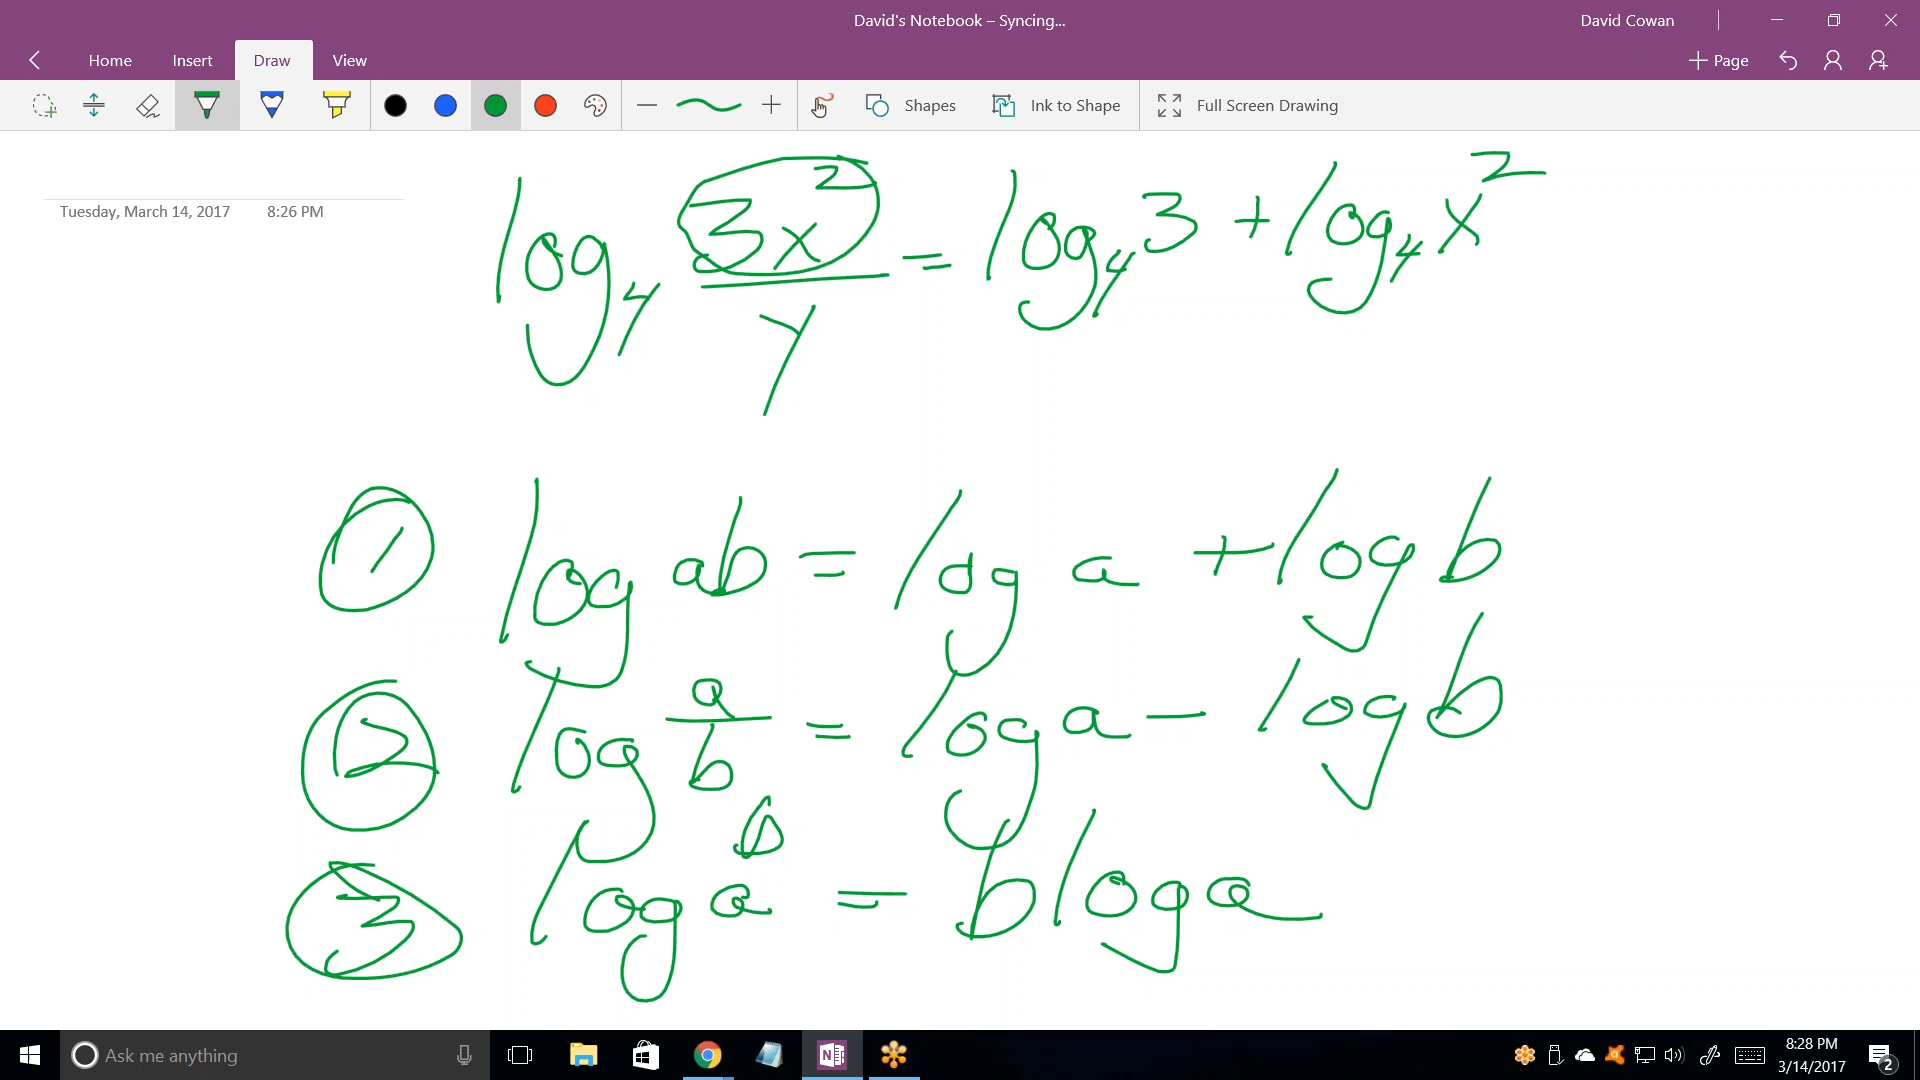 David's Notebook – Syncing...
David Cowan
Home Insert Draw View
Page
Shapes Ink to Shape Full Screen Drawing
Tuesday, March 14, 2017 8:26 PM
log₄ 3x²/y = log₄ 3 + log₄ x²
① log ab = log a + log b
② log a/b = log a − log b
③ log aᵇ = b log a
Ask me anything
8:28 PM
3/14/2017
2